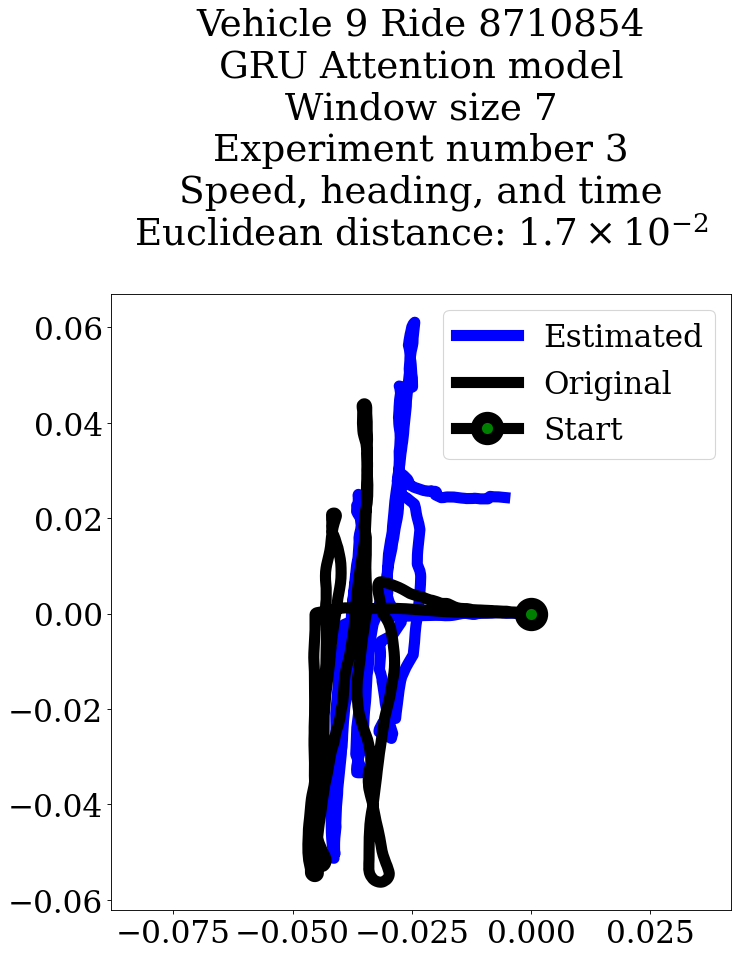 Vehicle 9 Ride 8710854
GRU Attention model
Window size 7
Experiment number 3
Speed, heading, and time
Euclidean distance: 1.7 × 10⁻²
Estimated
Original
Start
0.06
0.04
0.02
0.00
−0.02
−0.04
−0.06
−0.075 −0.050 −0.025 0.000 0.025